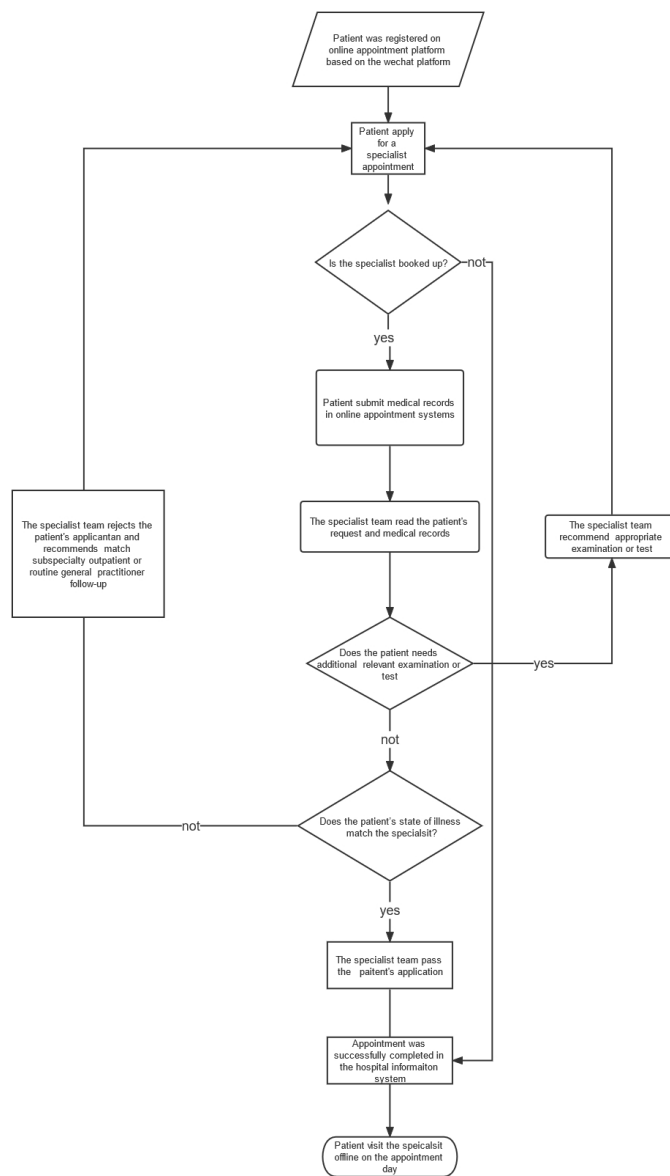 Patient was registered on
online appointment platform
based on the wechat platform
Patient apply
for a
specialist
appointment
Is the specialist booked up?
not
yes
Patient submit medical records
in online appointment systems
The specialist team rejects the
patient's applicantan and
recommends match
subspecialty outpatient or
routine general practitioner
follow-up
The specialist team read the patient's
request and medical records
The specialist team
recommend appropriate
examination or test
Does the patient needs
additional relevant examination or
test
yes
not
Does the patient's state of illness
match the specialsit?
not
yes
The specialist team pass
the paitent's application
Appointment was
successfully completed in
the hospital informaiton
system
Patient visit the speicalsit
offline on the appointment
day